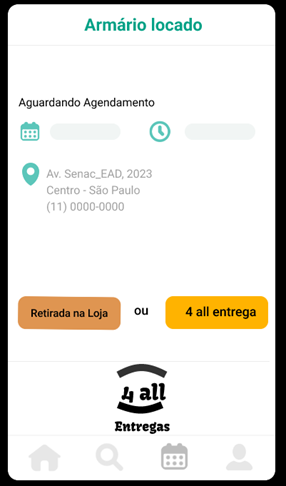 Armário locado
Aguardando Agendamento
Av. Senac_EAD, 2023
Centro - São Paulo
(11) 0000-0000
Retirada na Loja ou 4 all entrega
4 all
Entregas